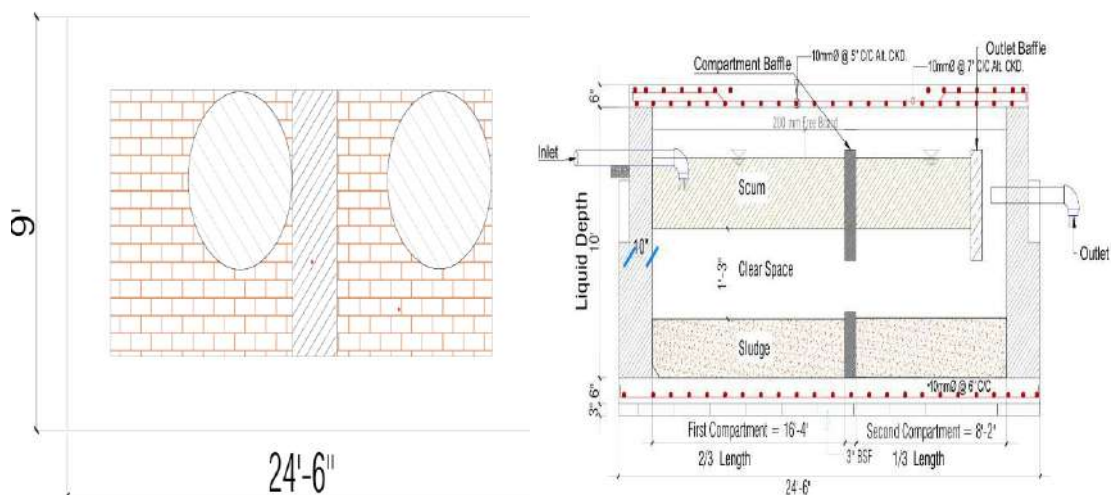 9'
24'-6"
Outlet Baffle
Compartment Baffle
10mmØ @ 5" C/C Alt. CKD.
10mmØ @ 7" C/C Alt. CKD.
6"
200 mm Free Board
Inlet
Scum
Liquid Depth
10'
10"
Clear Space
1'-3"
Outlet
Sludge
10mmØ @ 6" C/C
6"
3"
First Compartment = 16'-4'
Second Compartment = 8'-2'
2/3 Length
3" BSF
1/3 Length
24'-6"